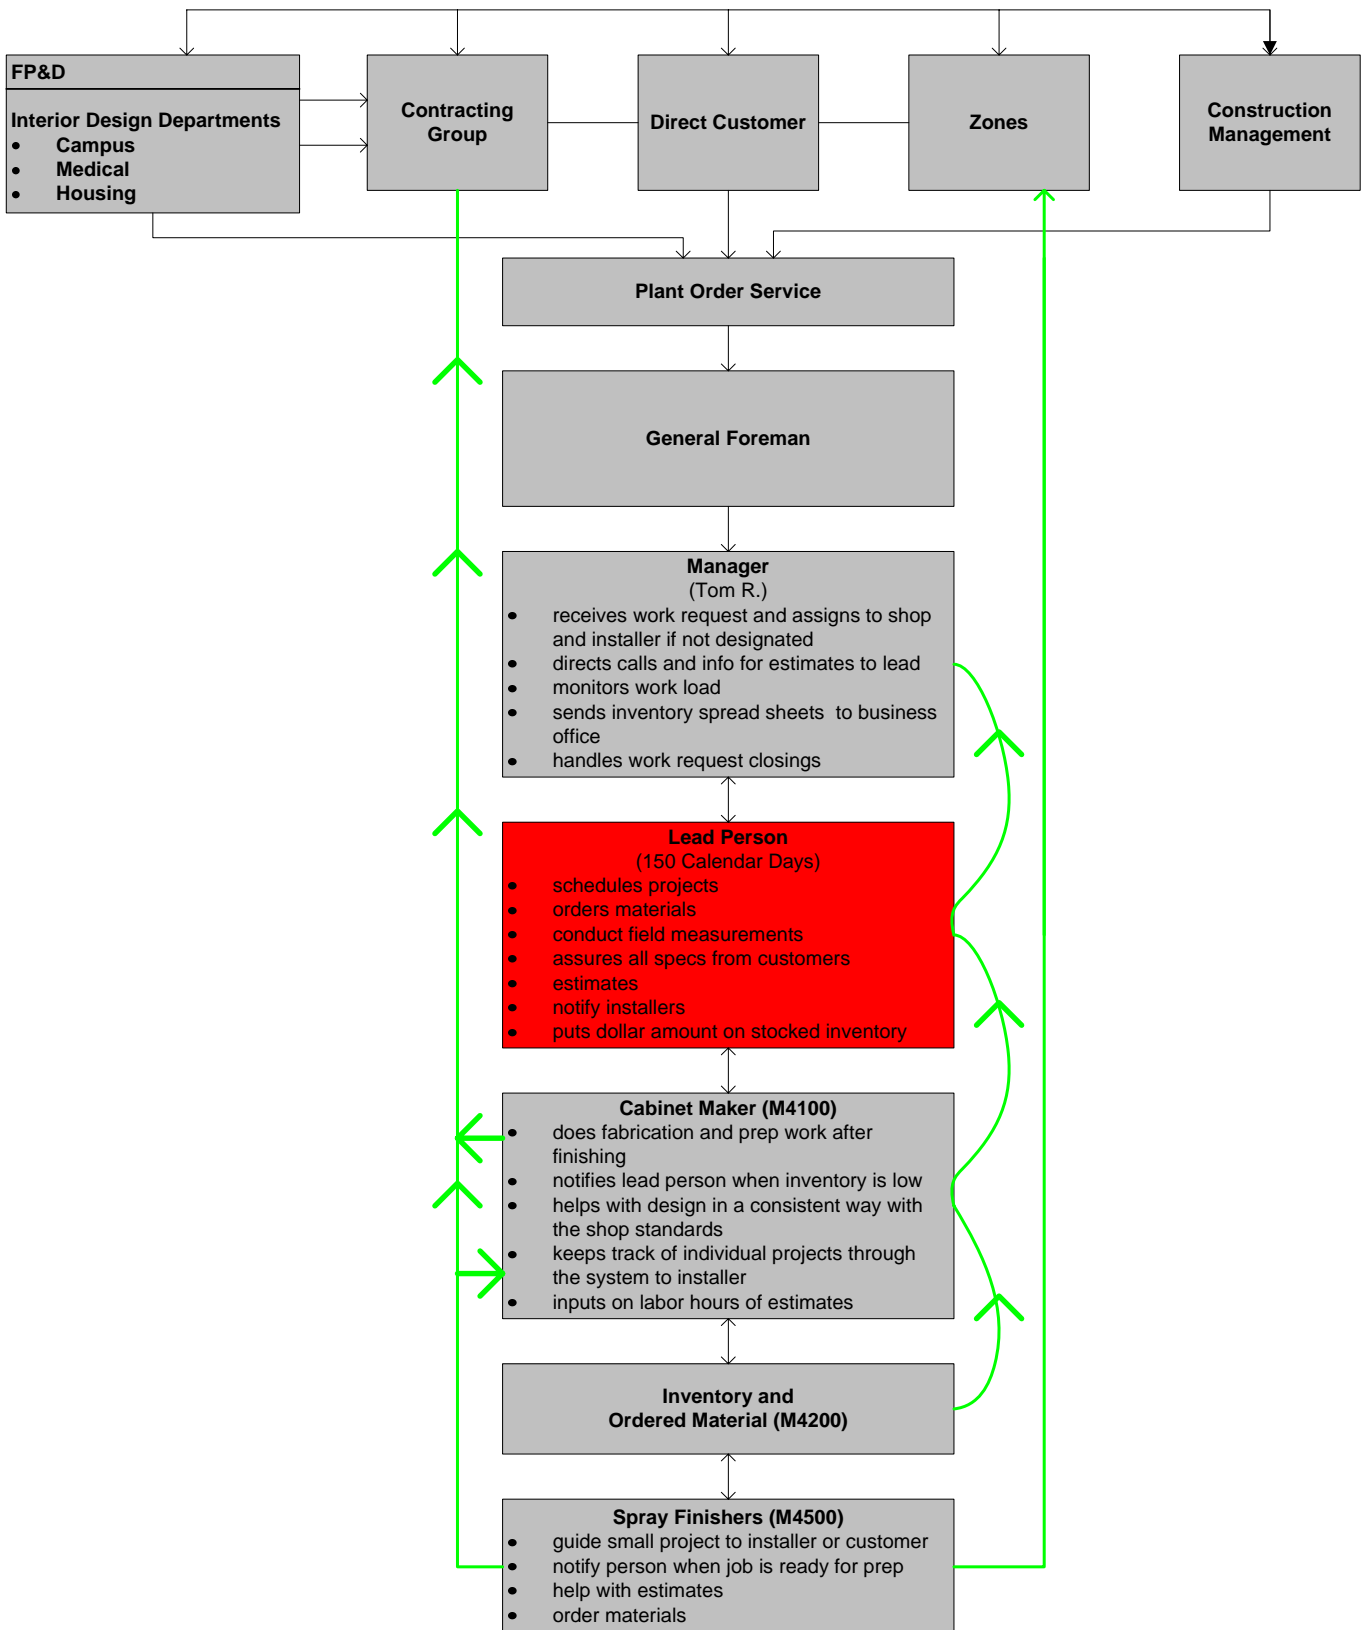 FP&D
Interior Design Departments
• Campus
• Medical
• Housing
Contracting
Group
Direct Customer
Zones
Construction
Management
Plant Order Service
General Foreman
Manager
(Tom R.)
• receives work request and assigns to shop
and installer if not designated
• directs calls and info for estimates to lead
• monitors work load
• sends inventory spread sheets  to business
office
• handles work request closings
Lead Person
(150 Calendar Days)
• schedules projects
• orders materials
• conduct field measurements
• assures all specs from customers
• estimates
• notify installers
• puts dollar amount on stocked inventory
Cabinet Maker (M4100)
• does fabrication and prep work after
finishing
• notifies lead person when inventory is low
• helps with design in a consistent way with
the shop standards
• keeps track of individual projects through
the system to installer
• inputs on labor hours of estimates
Inventory and
Ordered Material (M4200)
Spray Finishers (M4500)
• guide small project to installer or customer
• notify person when job is ready for prep
• help with estimates
• order materials